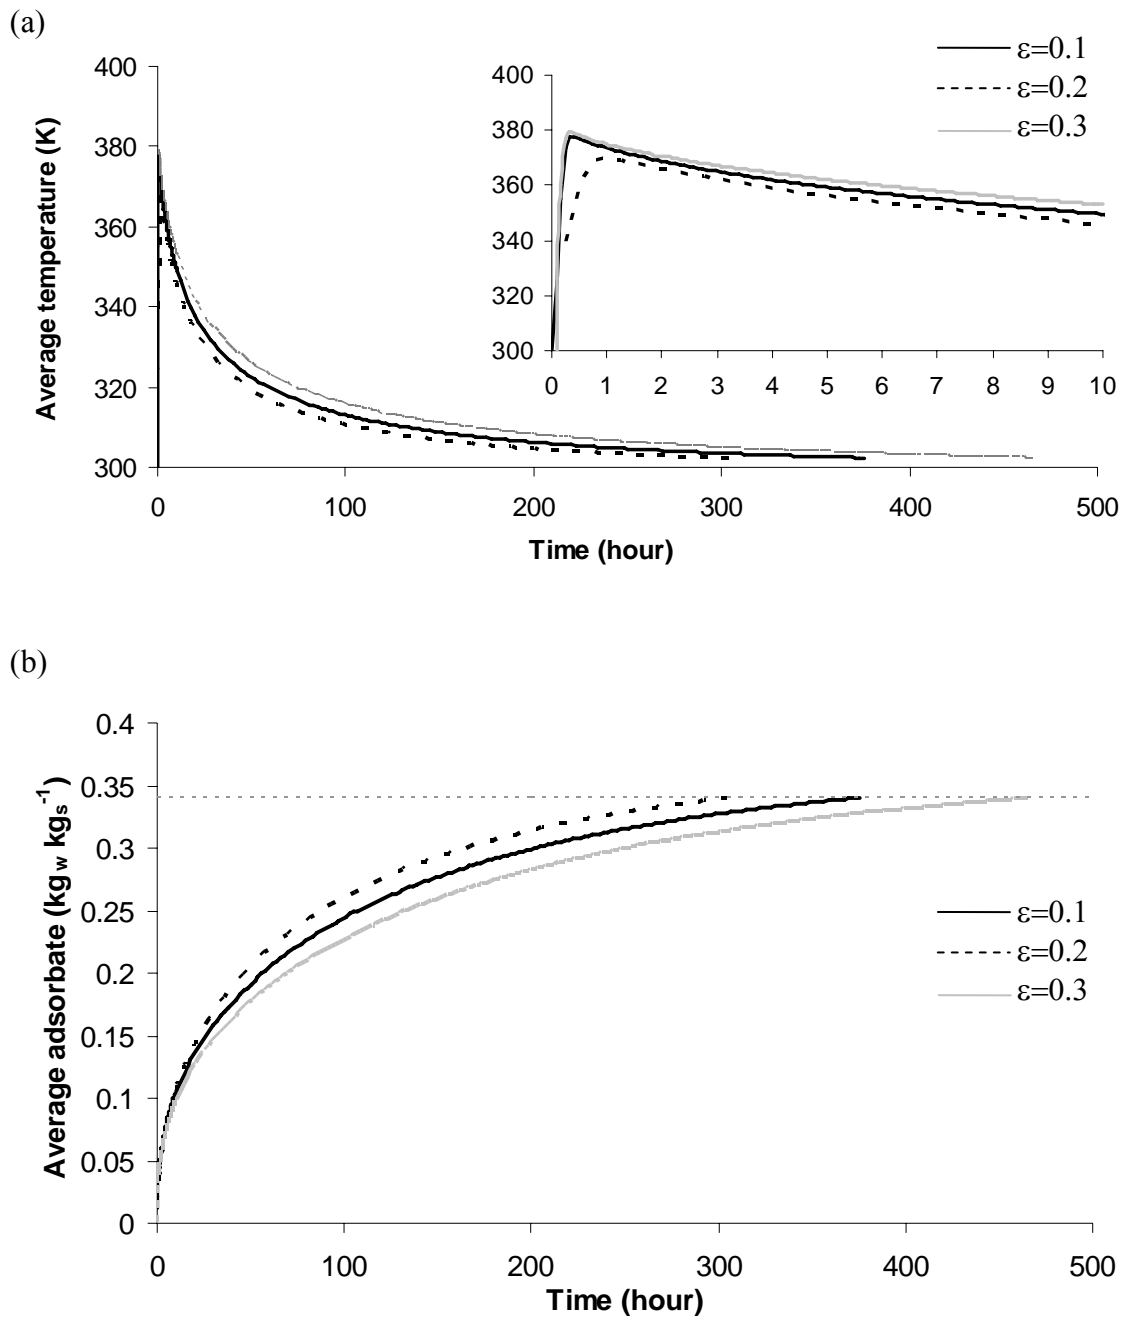 (a)
Average temperature (K)
400
380
360
340
320
300
0
100
200
300
400
500
Time (hour)
400
380
360
340
320
300
0 1 2 3 4 5 6 7 8 9 10
ε=0.1
ε=0.2
ε=0.3
(b)
Average adsorbate (kg w kg s -1)
0.4
0.35
0.3
0.25
0.2
0.15
0.1
0.05
0
0
100
200
300
400
500
Time (hour)
ε=0.1
ε=0.2
ε=0.3